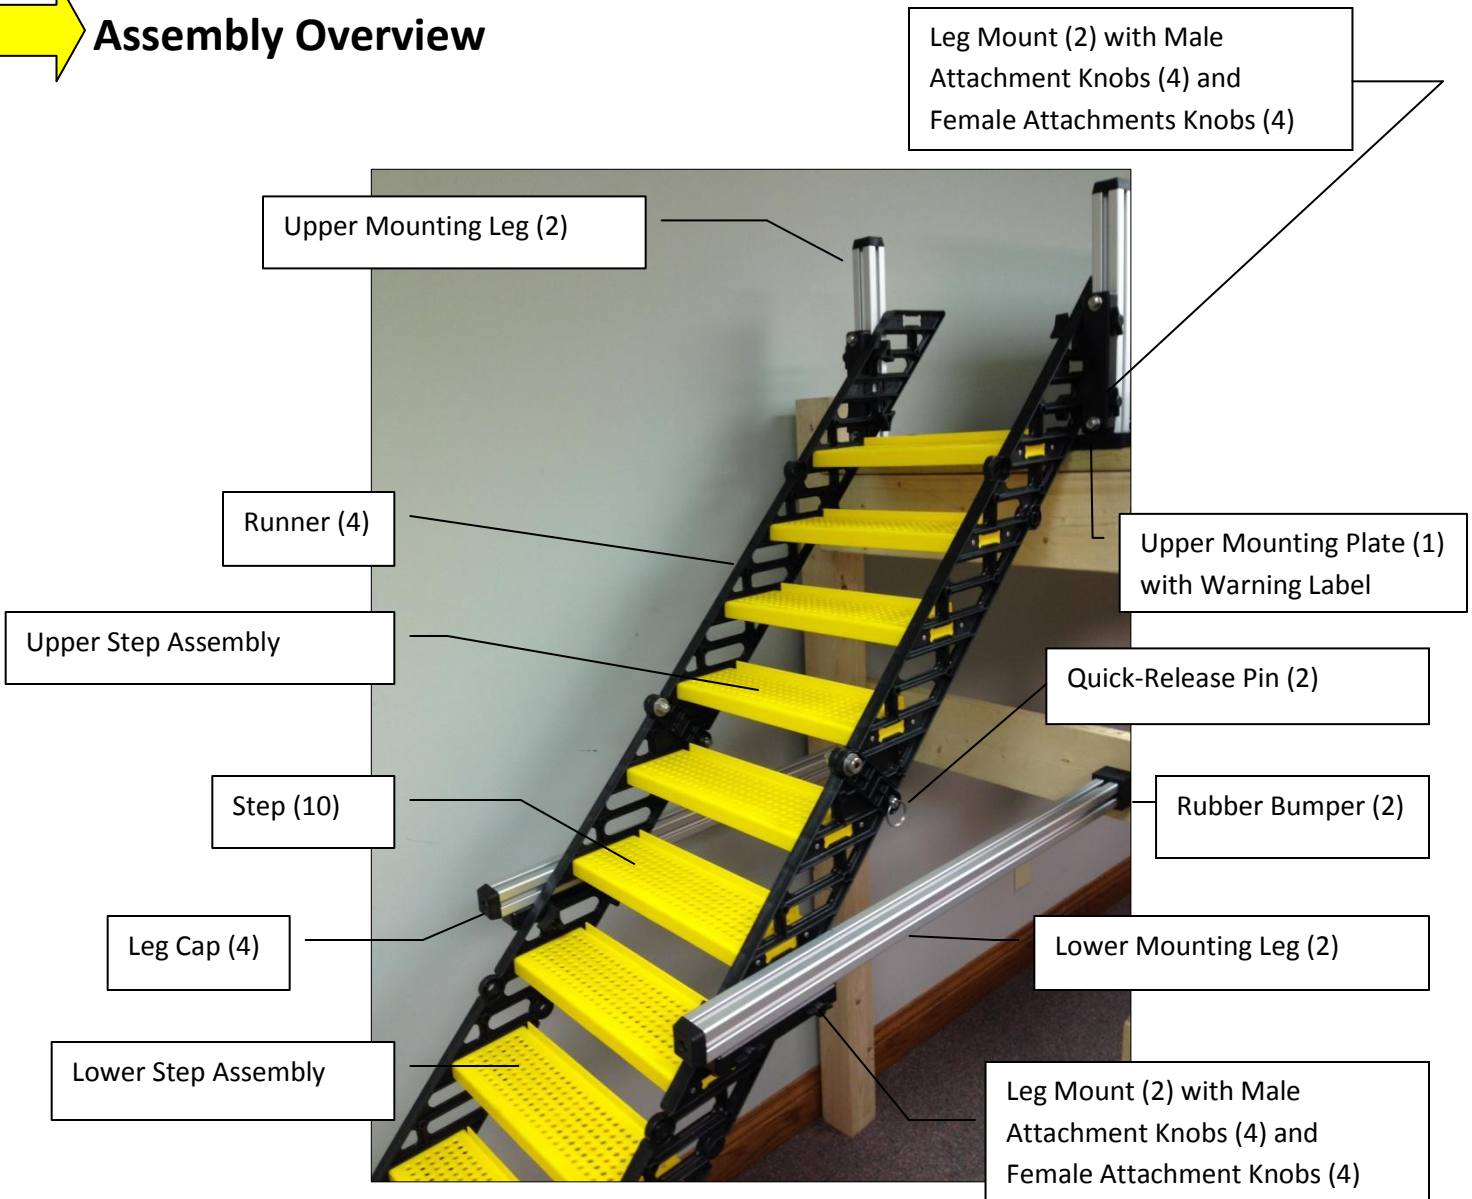 Assembly Overview
Leg Mount (2) with Male
Attachment Knobs (4) and
Female Attachments Knobs (4)
Upper Mounting Leg (2)
Runner (4)
Upper Mounting Plate (1)
with Warning Label
Upper Step Assembly
Quick-Release Pin (2)
Step (10)
Rubber Bumper (2)
Leg Cap (4)
Lower Mounting Leg (2)
Lower Step Assembly
Leg Mount (2) with Male
Attachment Knobs (4) and
Female Attachment Knobs (4)